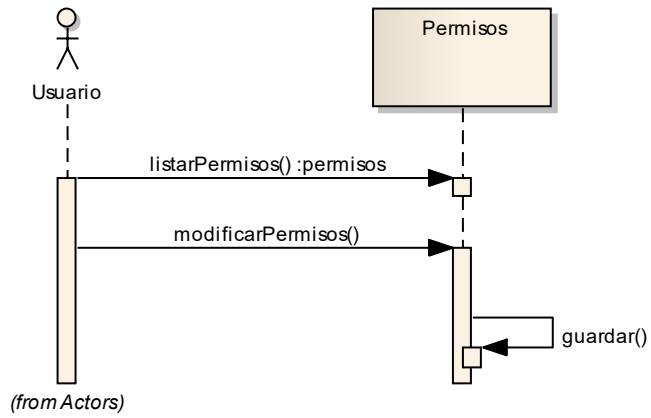 Permisos
Usuario
listarPermisos() :permisos
modificarPermisos()
guardar()
(from Actors)